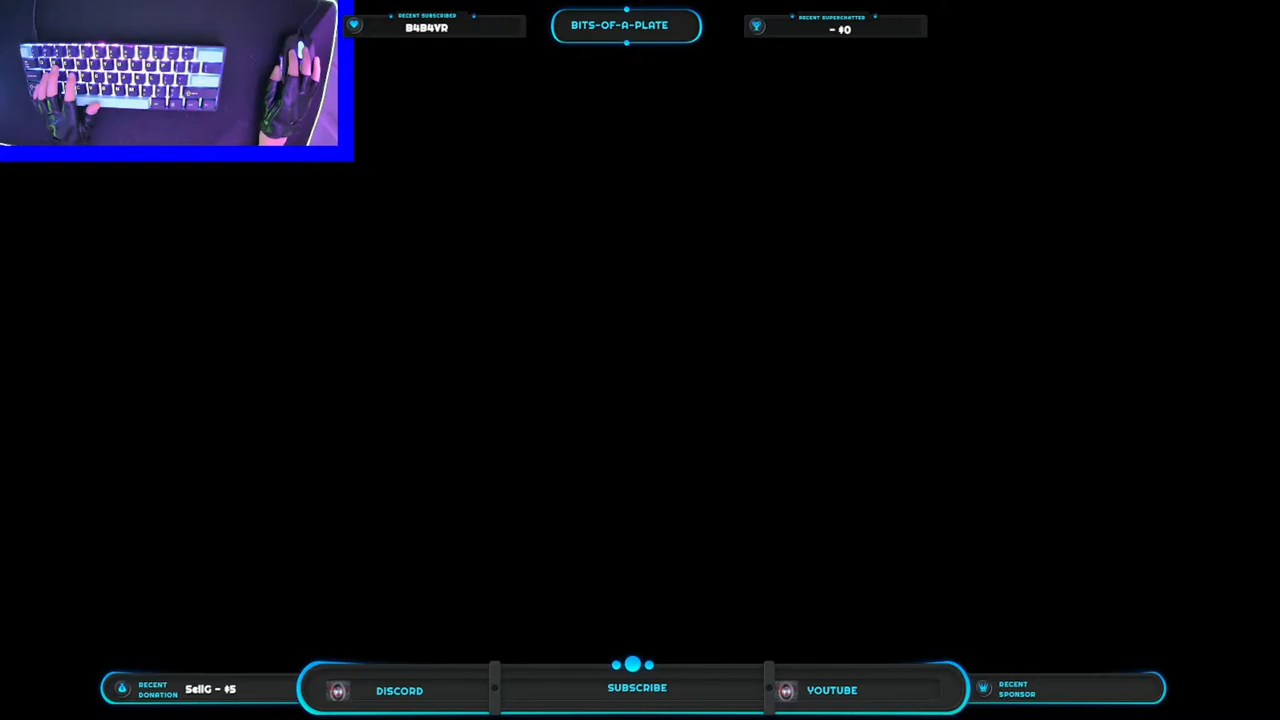 RECENT SUBSCRIBER
B4B4VR
BITS-OF-A-PLATE
RECENT SUPERCHATTER
- $0
RECENT
DONATION
SellG - $5
DISCORD
SUBSCRIBE
YOUTUBE
RECENT
SPONSOR